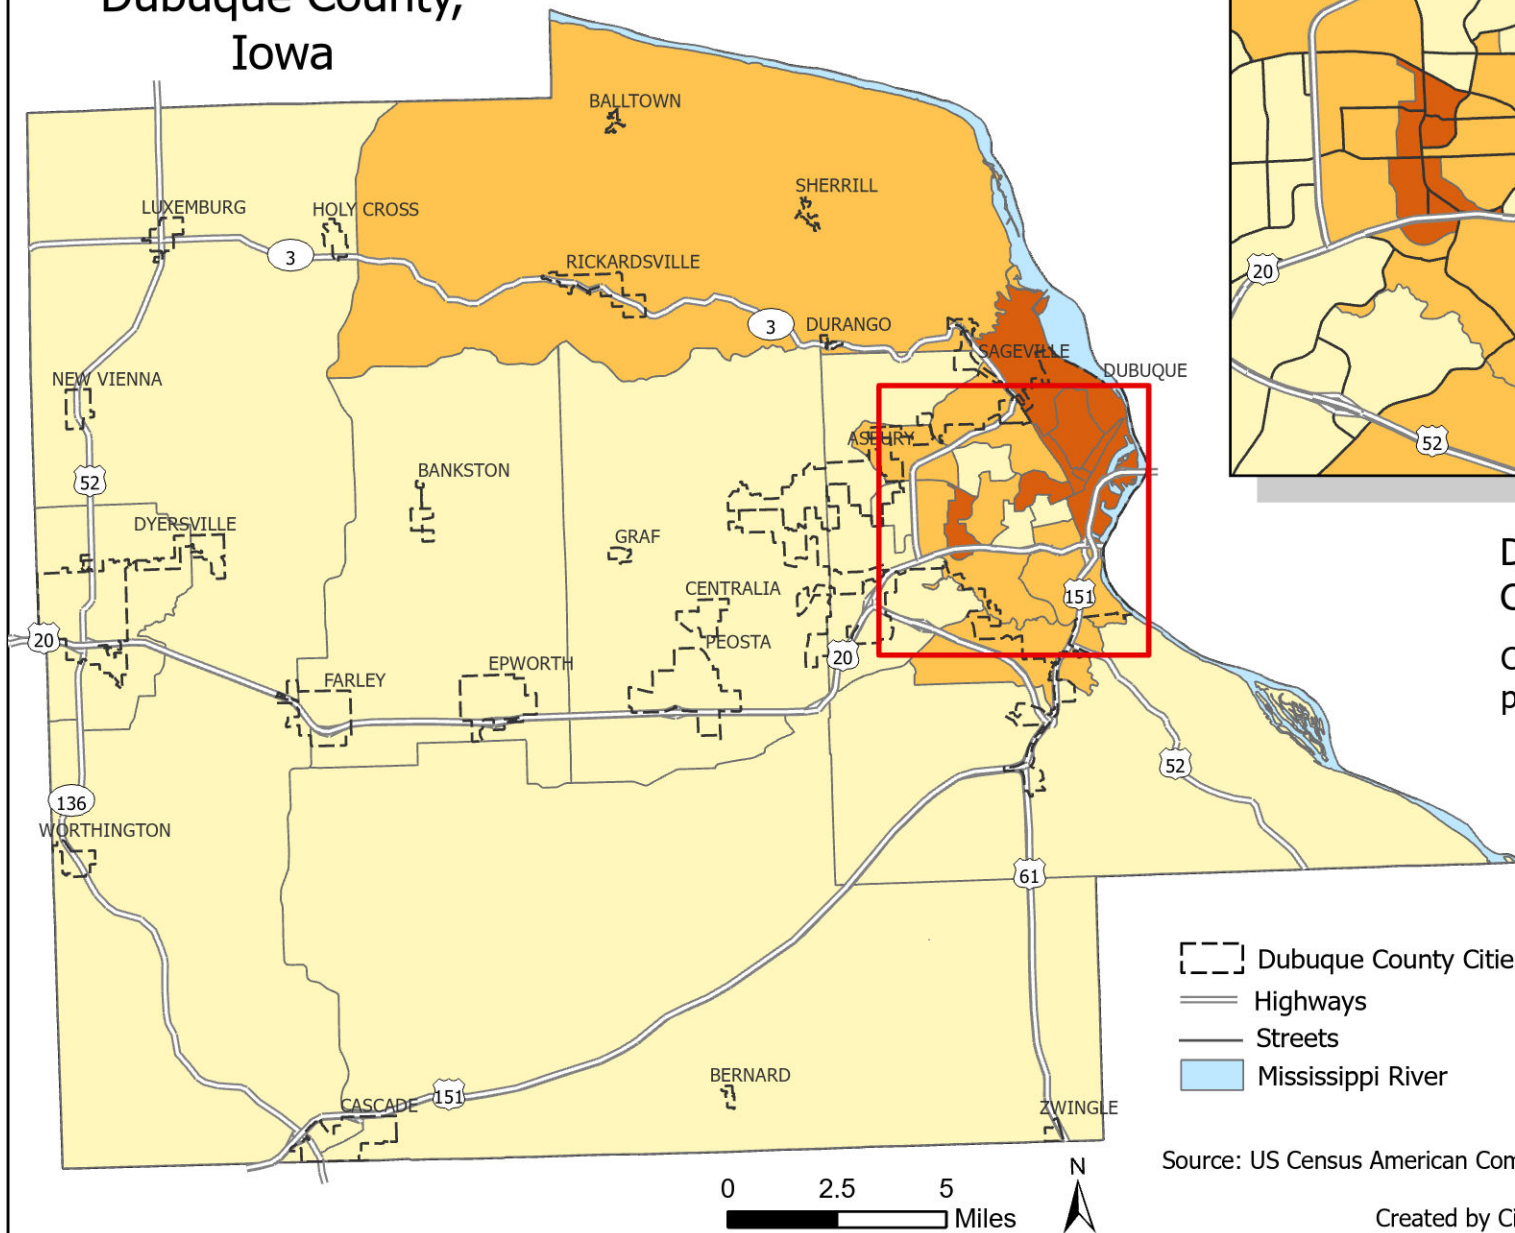 Dubuque County,
Iowa
BALLTOWN
SHERRILL
LUXEMBURG
HOLY CROSS
3
RICKARDSVILLE
20
3
DURANGO
SAGEVILLE
DUBUQUE
NEW VIENNA
52
ASBURY
BANKSTON
52
DYERSVILLE
GRAF
CENTRALIA
151
20
PEOSTA
20
EPWORTH
FARLEY
52
136
WORTHINGTON
61
Dubuque County Citie
Highways
Streets
Mississippi River
BERNARD
151
CASCADE
ZWINGLE
Source: US Census American Com
N
0 2.5 5
Miles
Created by Ci